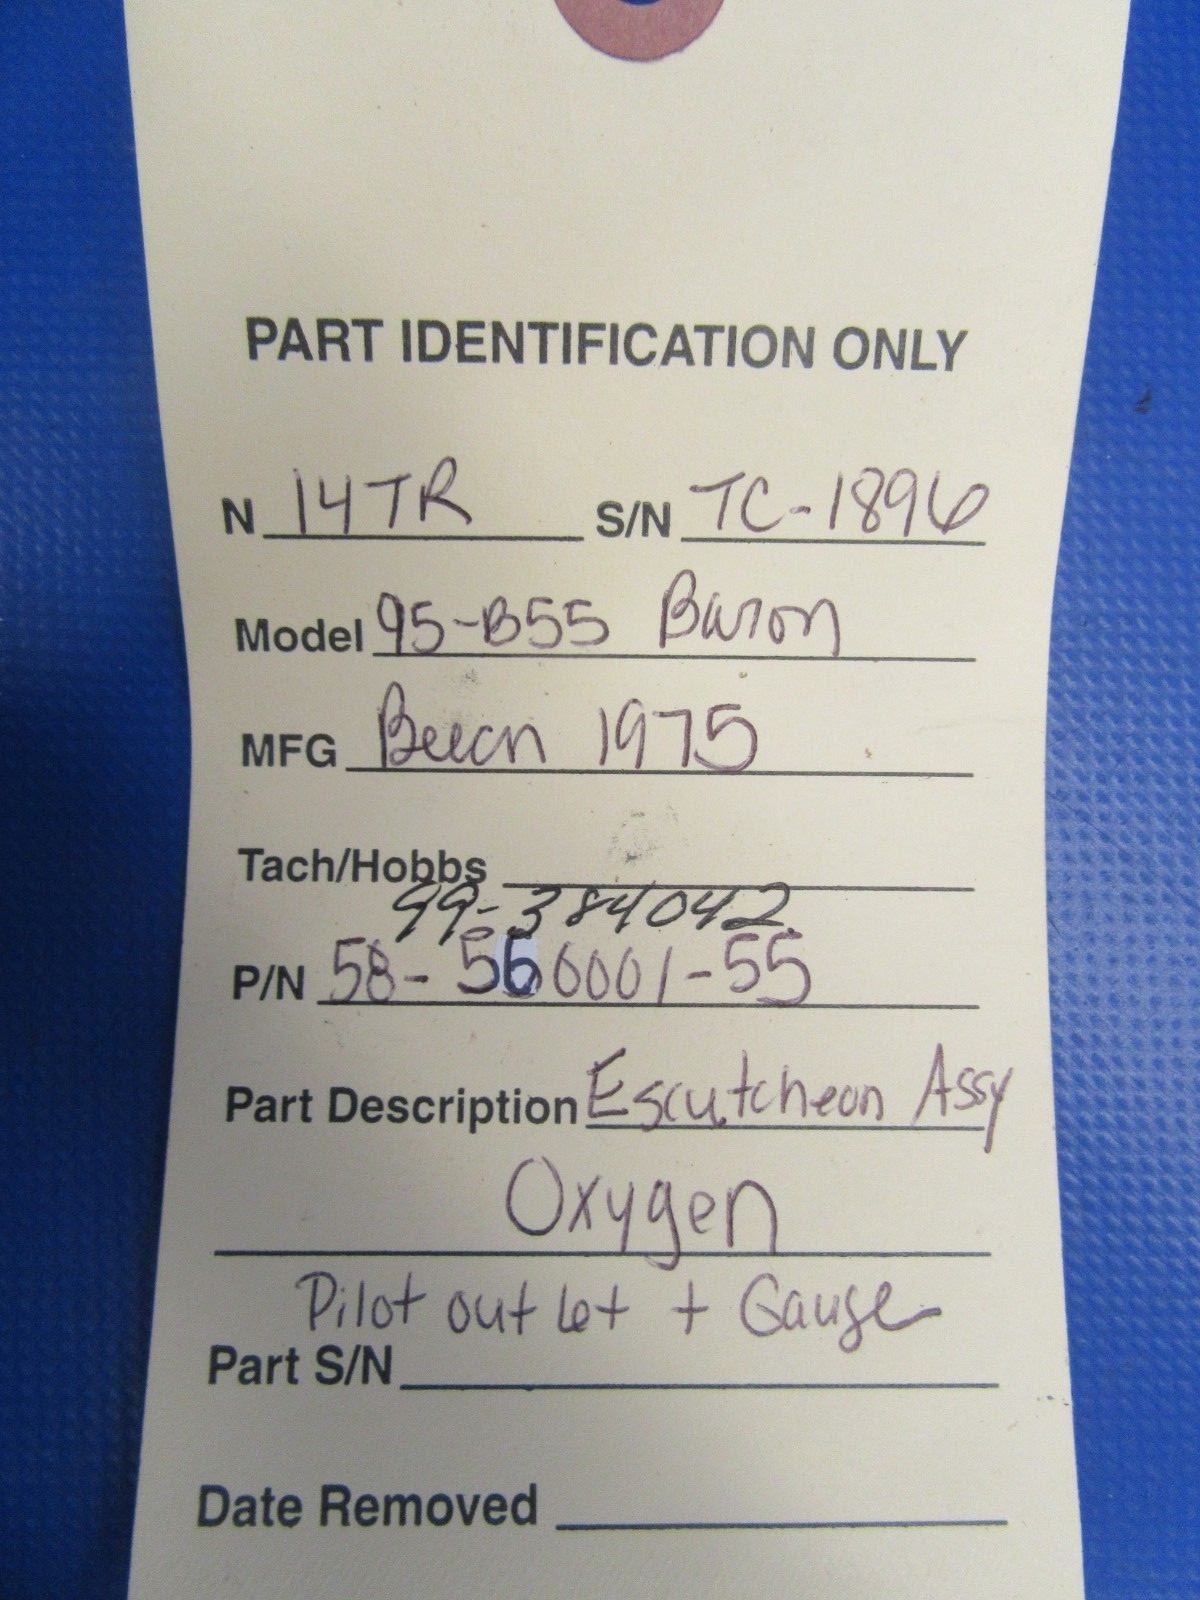 PART IDENTIFICATION ONLY
N 14TR S/N TC-1896
Model 95-B55 Baron
MFG Beech 1975
Tach/Hobbs
99-384042
P/N 58-560001-55
Part Description Escutcheon Assy
Oxygen
Pilot outlet + Gauge
Part S/N
Date Removed